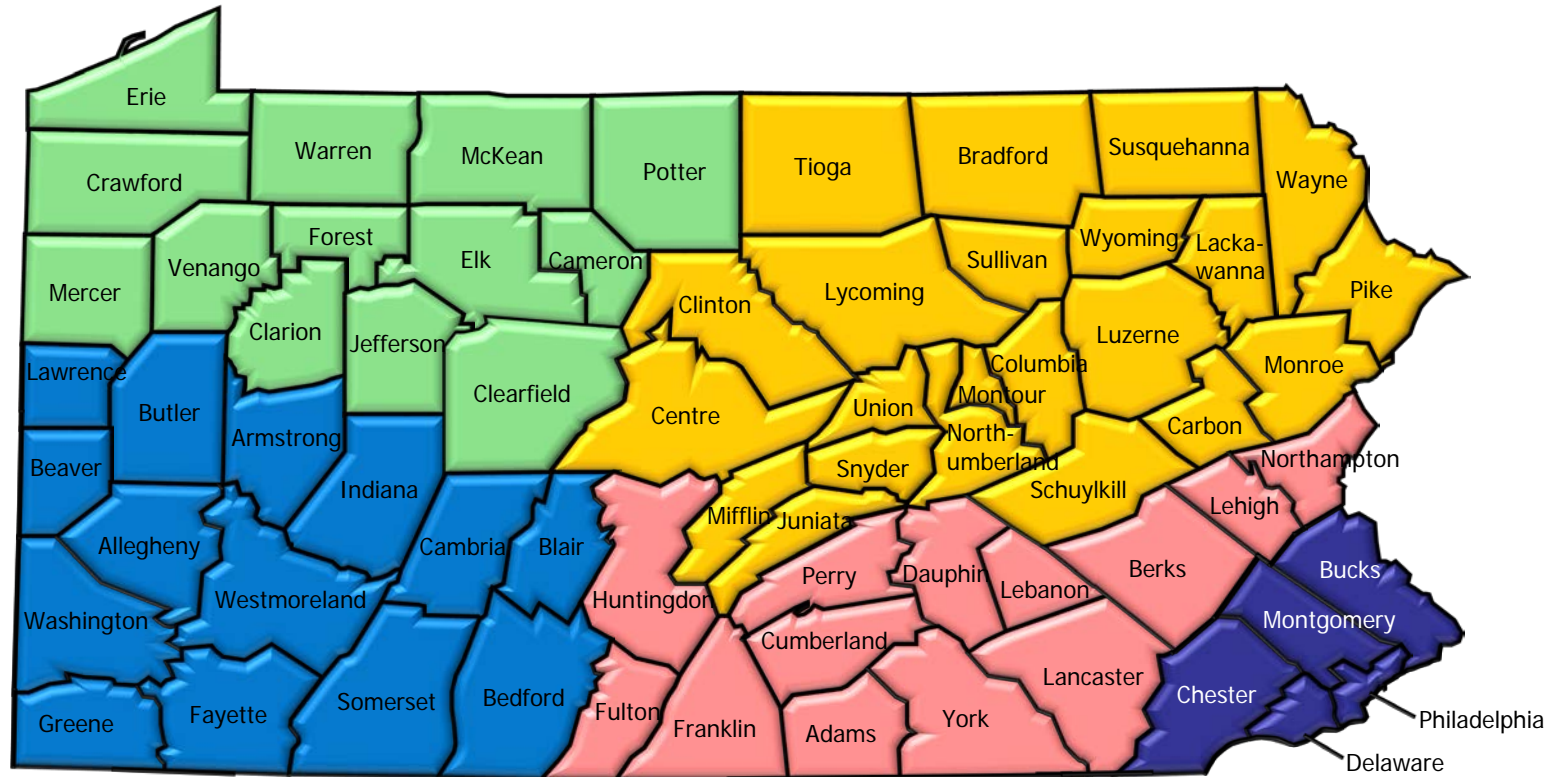 Erie
Warren
McKean
Potter
Tioga
Bradford
Susquehanna
Wayne
Crawford
Mercer
Venango
Forest
Elk
Cameron
Clinton
Lycoming
Sullivan
Wyoming
Lacka-
wanna
Pike
Clarion
Jefferson
Clearfield
Centre
Union
Montour
Columbia
Luzerne
Monroe
Carbon
Lawrence
Butler
Armstrong
Beaver
Indiana
Snyder
North-
umberland
Schuylkill
Northampton
Lehigh
Allegheny
Cambria
Blair
Mifflin
Juniata
Huntingdon
Perry
Dauphin
Lebanon
Berks
Bucks
Montgomery
Washington
Westmoreland
Cumberland
Lancaster
Chester
Greene
Fayette
Somerset
Bedford
Fulton
Franklin
Adams
York
Philadelphia
Delaware